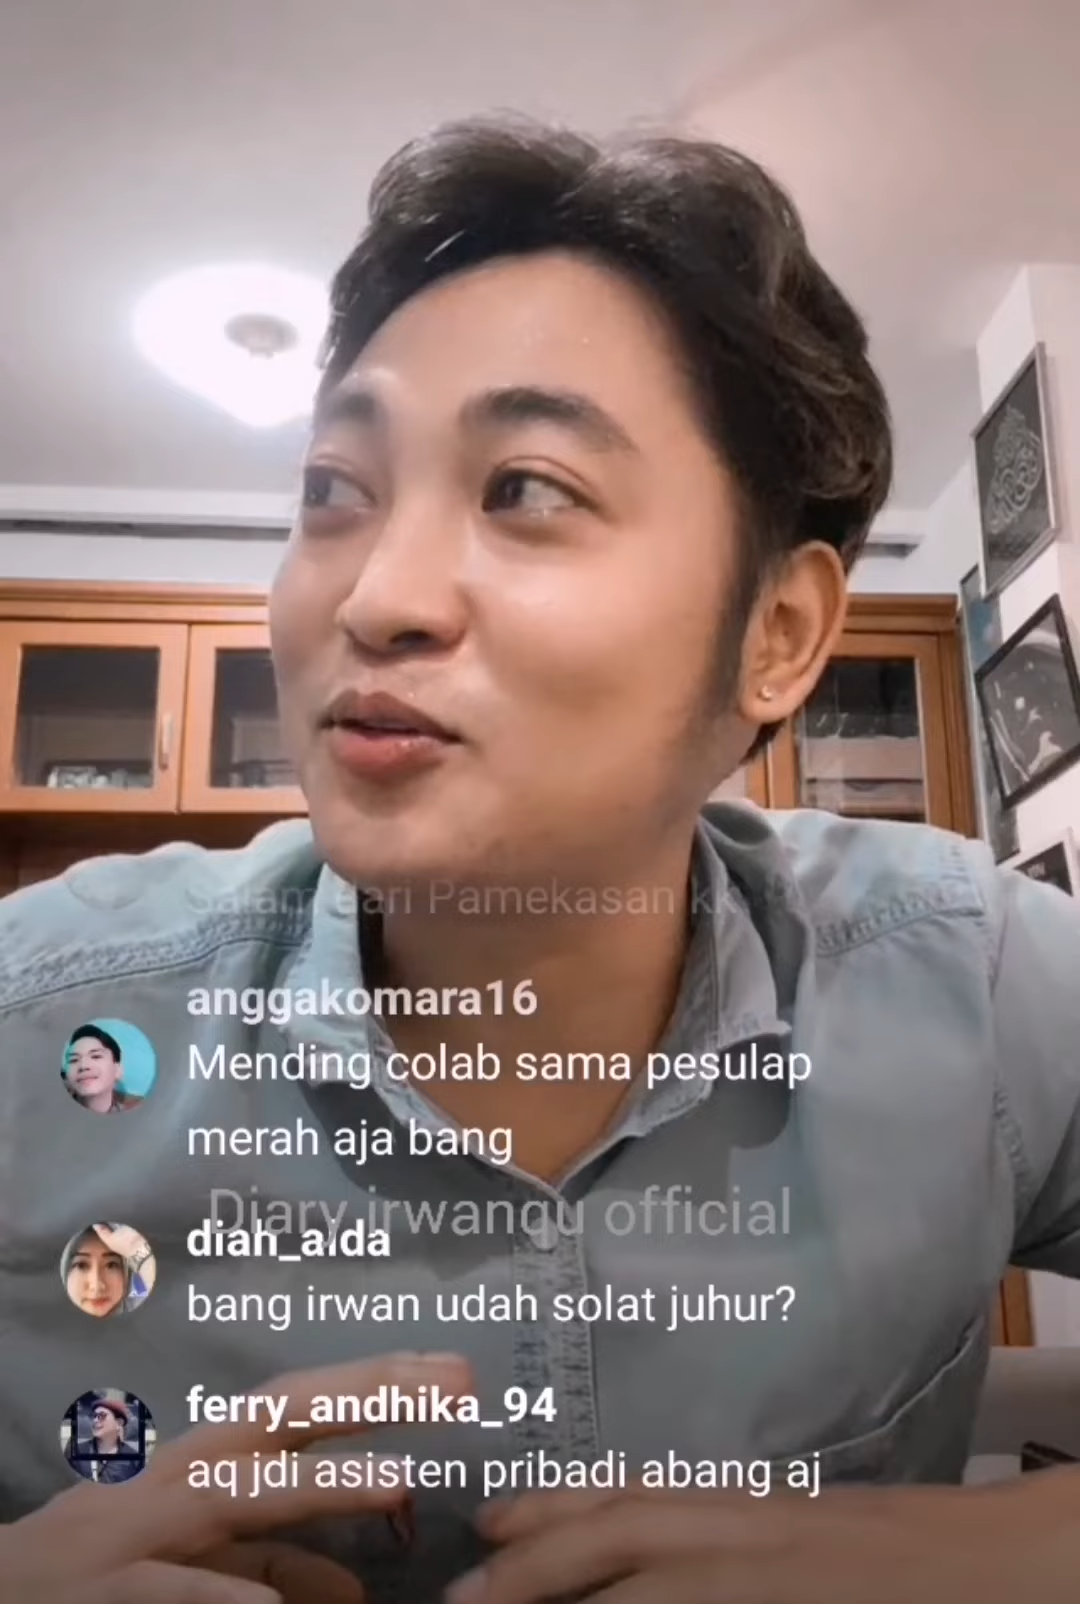 Salam dari Pamekasan kk
anggakomara16
Mending colab sama pesulap
merah aja bang
Diary irwangu official
diah_aida
bang irwan udah solat juhur?
ferry_andhika_94
aq jdi asisten pribadi abang aj